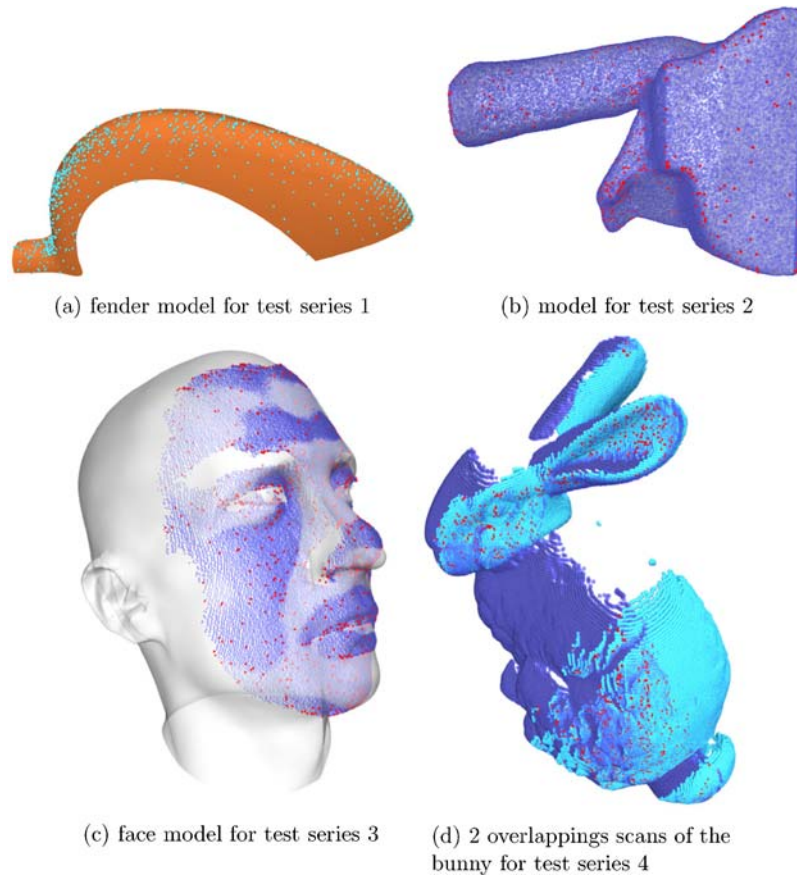 (a) fender model for test series 1
(b) model for test series 2
(c) face model for test series 3
(d) 2 overlappings scans of the
bunny for test series 4